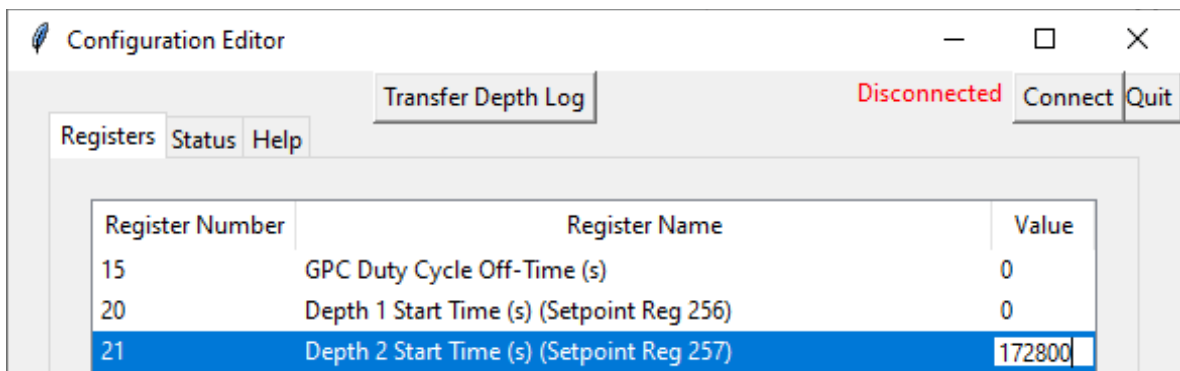 Configuration Editor
Transfer Depth Log Disconnected Connect Quit
Registers Status Help
Register Number Register Name Value
15 GPC Duty Cycle Off-Time (s) 0
20 Depth 1 Start Time (s) (Setpoint Reg 256) 0
21 Depth 2 Start Time (s) (Setpoint Reg 257) 172800